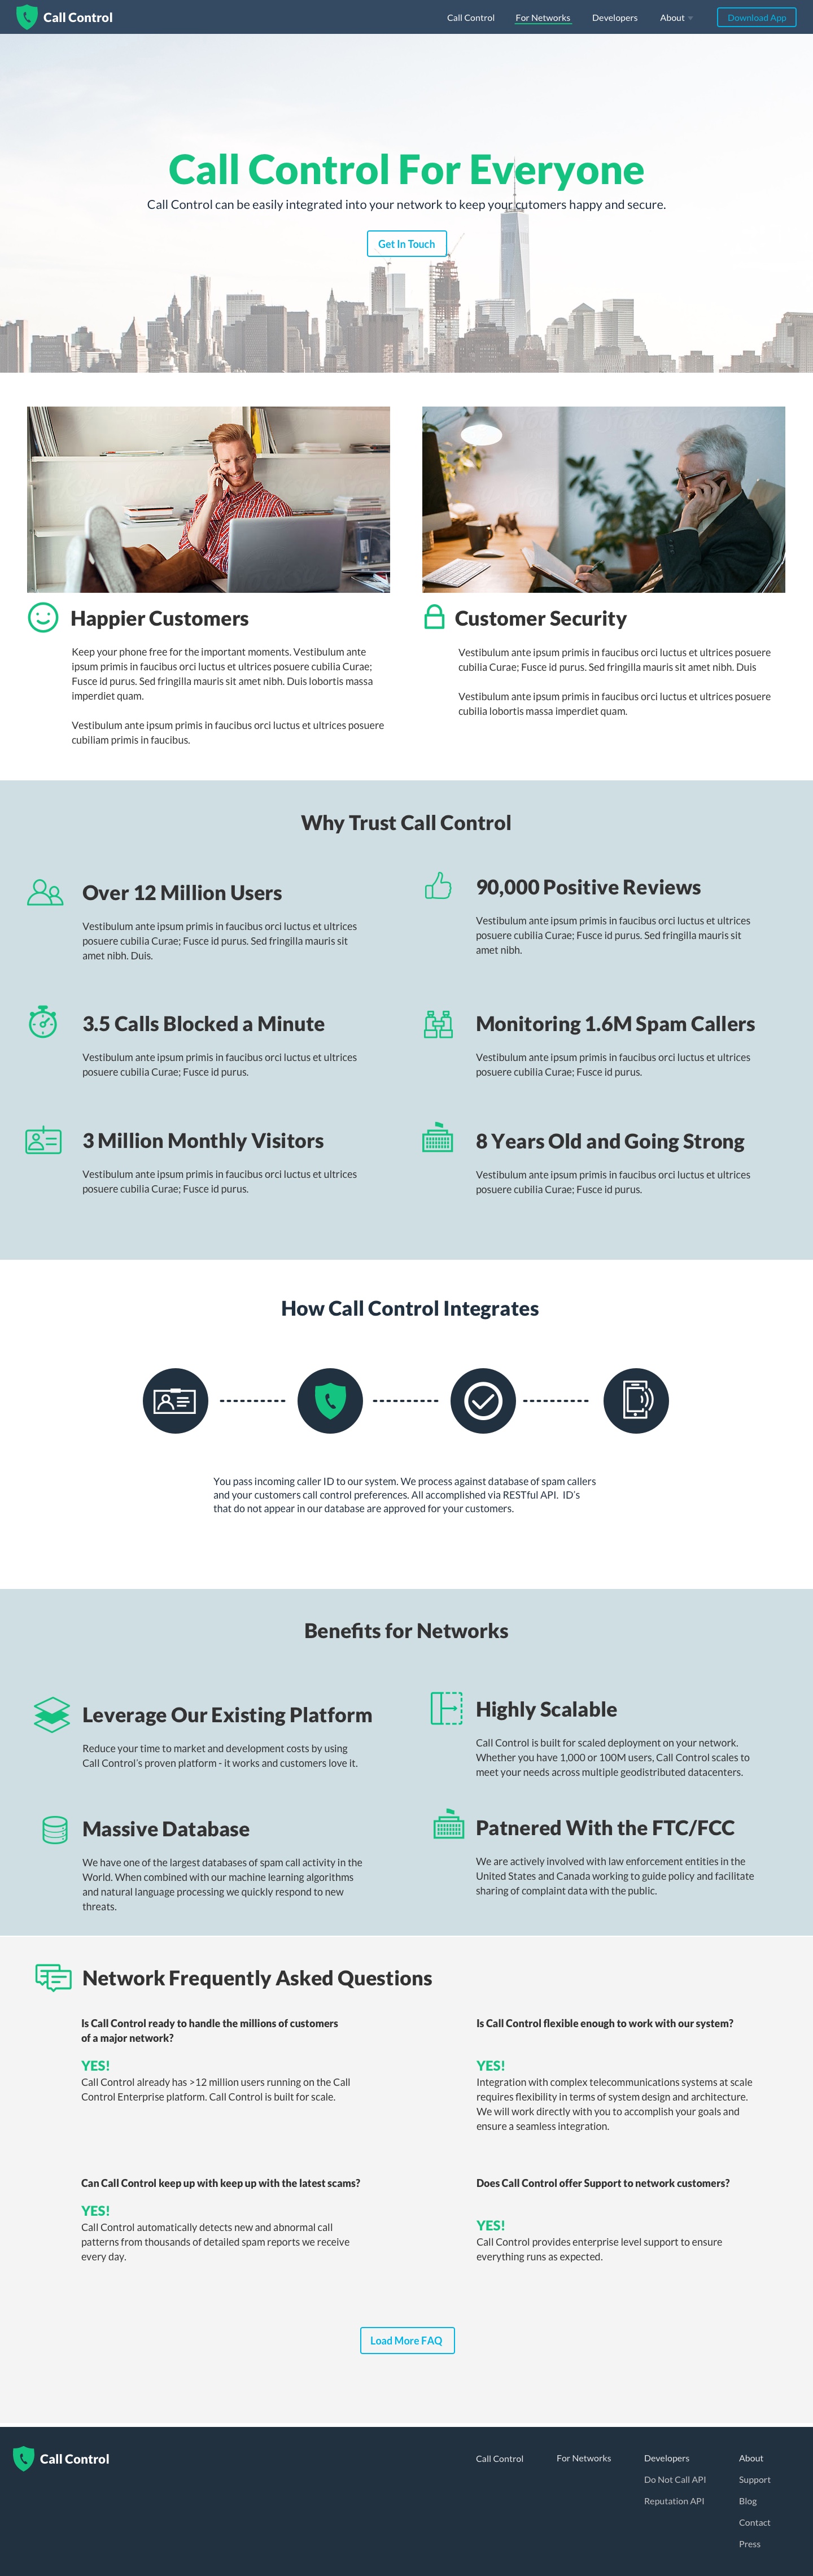 Call Control
Call Control
For Networks
Developers
About
Download App
Call Control For Everyone
Call Control can be easily integrated into your network to keep your cutomers happy and secure.
Get In Touch
Happier Customers
Keep your phone free for the important moments. Vestibulum ante
ipsum primis in faucibus orci luctus et ultrices posuere cubilia Curae;
Fusce id purus. Sed fringilla mauris sit amet nibh. Duis lobortis massa
imperdiet quam.
Vestibulum ante ipsum primis in faucibus orci luctus et ultrices posuere
cubiliam primis in faucibus.
Customer Security
Vestibulum ante ipsum primis in faucibus orci luctus et ultrices posuere
cubilia Curae; Fusce id purus. Sed fringilla mauris sit amet nibh. Duis
Vestibulum ante ipsum primis in faucibus orci luctus et ultrices posuere
cubilia lobortis massa imperdiet quam.
Why Trust Call Control
Over 12 Million Users
Vestibulum ante ipsum primis in faucibus orci luctus et ultrices
posuere cubilia Curae; Fusce id purus. Sed fringilla mauris sit
amet nibh. Duis.
90,000 Positive Reviews
Vestibulum ante ipsum primis in faucibus orci luctus et ultrices
posuere cubilia Curae; Fusce id purus. Sed fringilla mauris sit
amet nibh.
3.5 Calls Blocked a Minute
Vestibulum ante ipsum primis in faucibus orci luctus et ultrices
posuere cubilia Curae; Fusce id purus.
Monitoring 1.6M Spam Callers
Vestibulum ante ipsum primis in faucibus orci luctus et ultrices
posuere cubilia Curae; Fusce id purus.
3 Million Monthly Visitors
Vestibulum ante ipsum primis in faucibus orci luctus et ultrices
posuere cubilia Curae; Fusce id purus.
8 Years Old and Going Strong
Vestibulum ante ipsum primis in faucibus orci luctus et ultrices
posuere cubilia Curae; Fusce id purus.
How Call Control Integrates
You pass incoming caller ID to our system. We process against database of spam callers
and your customers call control preferences. All accomplished via RESTful API. ID's
that do not appear in our database are approved for your customers.
Benefits for Networks
Leverage Our Existing Platform
Reduce your time to market and development costs by using
Call Control's proven platform - it works and customers love it.
Highly Scalable
Call Control is built for scaled deployment on your network.
Whether you have 1,000 or 100M users, Call Control scales to
meet your needs across multiple geodistributed datacenters.
Massive Database
We have one of the largest databases of spam call activity in the
World. When combined with our machine learning algorithms
and natural language processing we quickly respond to new
threats.
Patnered With the FTC/FCC
We are actively involved with law enforcement entities in the
United States and Canada working to guide policy and facilitate
sharing of complaint data with the public.
Network Frequently Asked Questions
Is Call Control ready to handle the millions of customers
of a major network?
YES!
Call Control already has >12 million users running on the Call
Control Enterprise platform. Call Control is built for scale.
Is Call Control flexible enough to work with our system?
YES!
Integration with complex telecommunications systems at scale
requires flexibility in terms of system design and architecture.
We will work directly with you to accomplish your goals and
ensure a seamless integration.
Can Call Control keep up with keep up with the latest scams?
YES!
Call Control automatically detects new and abnormal call
patterns from thousands of detailed spam reports we receive
every day.
Does Call Control offer Support to network customers?
YES!
Call Control provides enterprise level support to ensure
everything runs as expected.
Load More FAQ
Call Control
Call Control
For Networks
Developers
Do Not Call API
Reputation API
About
Support
Blog
Contact
Press